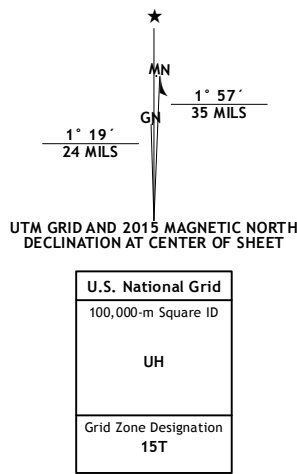 ★
MN
GN
1° 57´
35 MILS
1° 19´
24 MILS
UTM GRID AND 2015 MAGNETIC NORTH
DECLINATION AT CENTER OF SHEET
U.S. National Grid
100,000-m Square ID
UH
Grid Zone Designation
15T